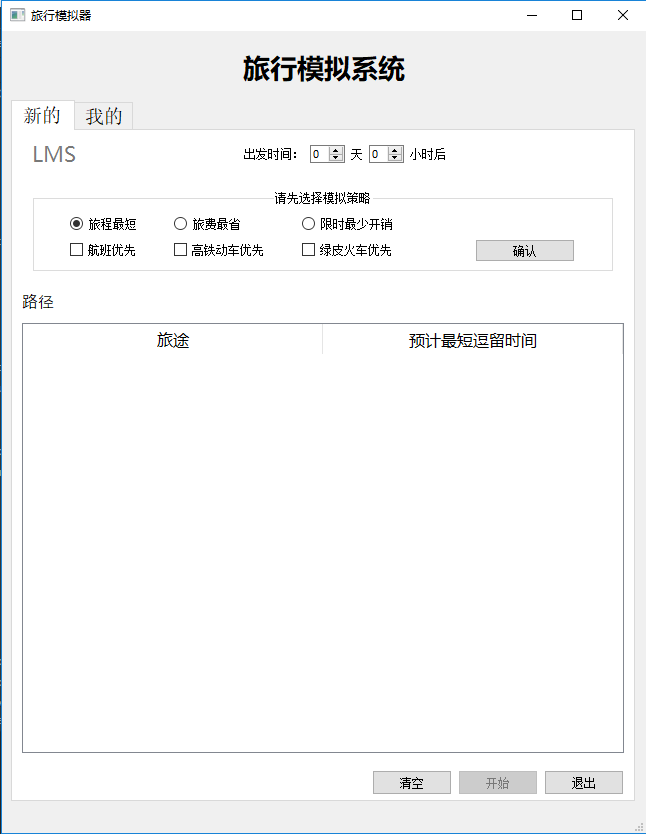 旅行模拟器
旅行模拟系统
新的 我的
LMS 出发时间： 0 天 0 小时后
请先选择模拟策略
旅程最短 旅费最省 限时最少开销
航班优先 高铁动车优先 绿皮火车优先 确认
路径
旅途 预计最短逗留时间
清空 开始 退出